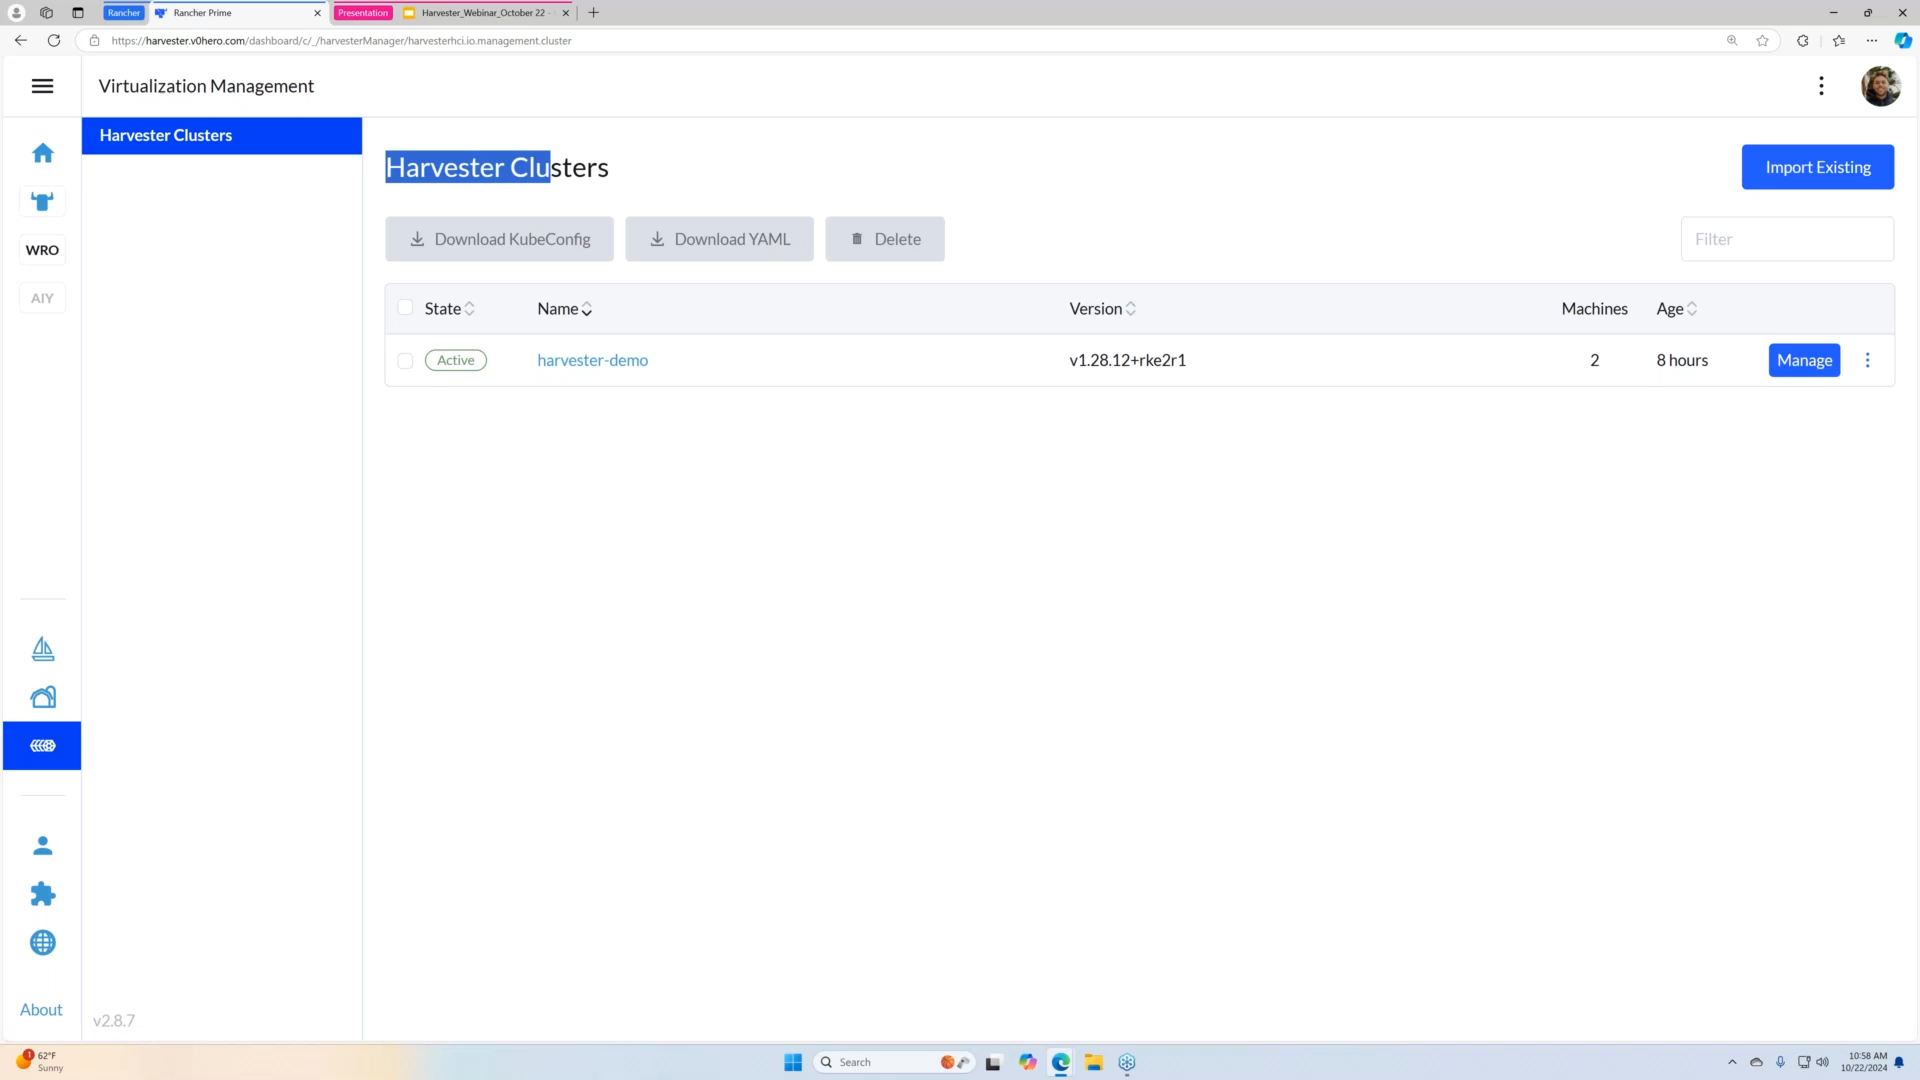 Rancher
Rancher Prime
Presentation
Harvester_Webinar_October 22 -
https://harvester.v0hero.com/dashboard/c/_/harvesterManager/harvesterhci.io.management.cluster
Virtualization Management
Harvester Clusters
Harvester Clusters
Import Existing
WRO
AIY
Download KubeConfig
Download YAML
Delete
Filter
State
Name
Version
Machines
Age
Active
harvester-demo
v1.28.12+rke2r1
2
8 hours
Manage
About
v2.8.7
1
62°F
Sunny
Search
10:58 AM
10/22/2024